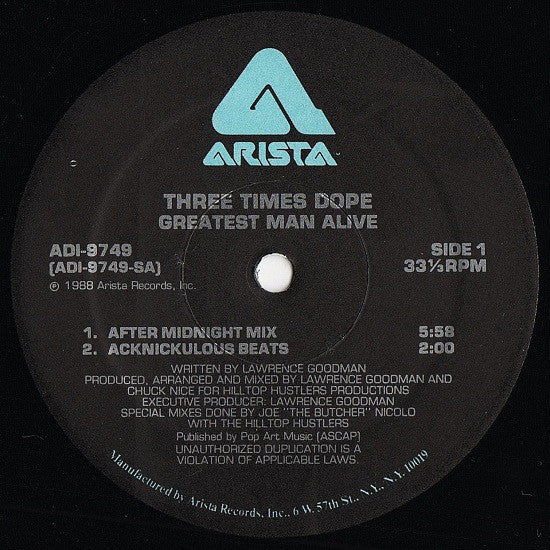 ARISTA™
THREE TIMES DOPE
GREATEST MAN ALIVE
ADI-9749 SIDE 1
(ADI-9749-SA) 33⅓RPM
℗ 1988 Arista Records, Inc.
1. AFTER MIDNIGHT MIX 5:58
2. ACKNICKULOUS BEATS 2:00
WRITTEN BY LAWRENCE GOODMAN
PRODUCED, ARRANGED AND MIXED BY LAWRENCE GOODMAN AND
CHUCK NICE FOR HILLTOP HUSTLERS PRODUCTIONS
EXECUTIVE PRODUCER: LAWRENCE GOODMAN
SPECIAL MIXES DONE BY JOE "THE BUTCHER" NICOLO
WITH THE HILLTOP HUSTLERS
Published by Pop Art Music (ASCAP)
UNAUTHORIZED DUPLICATION IS A
VIOLATION OF APPLICABLE LAWS.
Manufactured by Arista Records, Inc., 6 W. 57th St., N.Y., N.Y. 10019